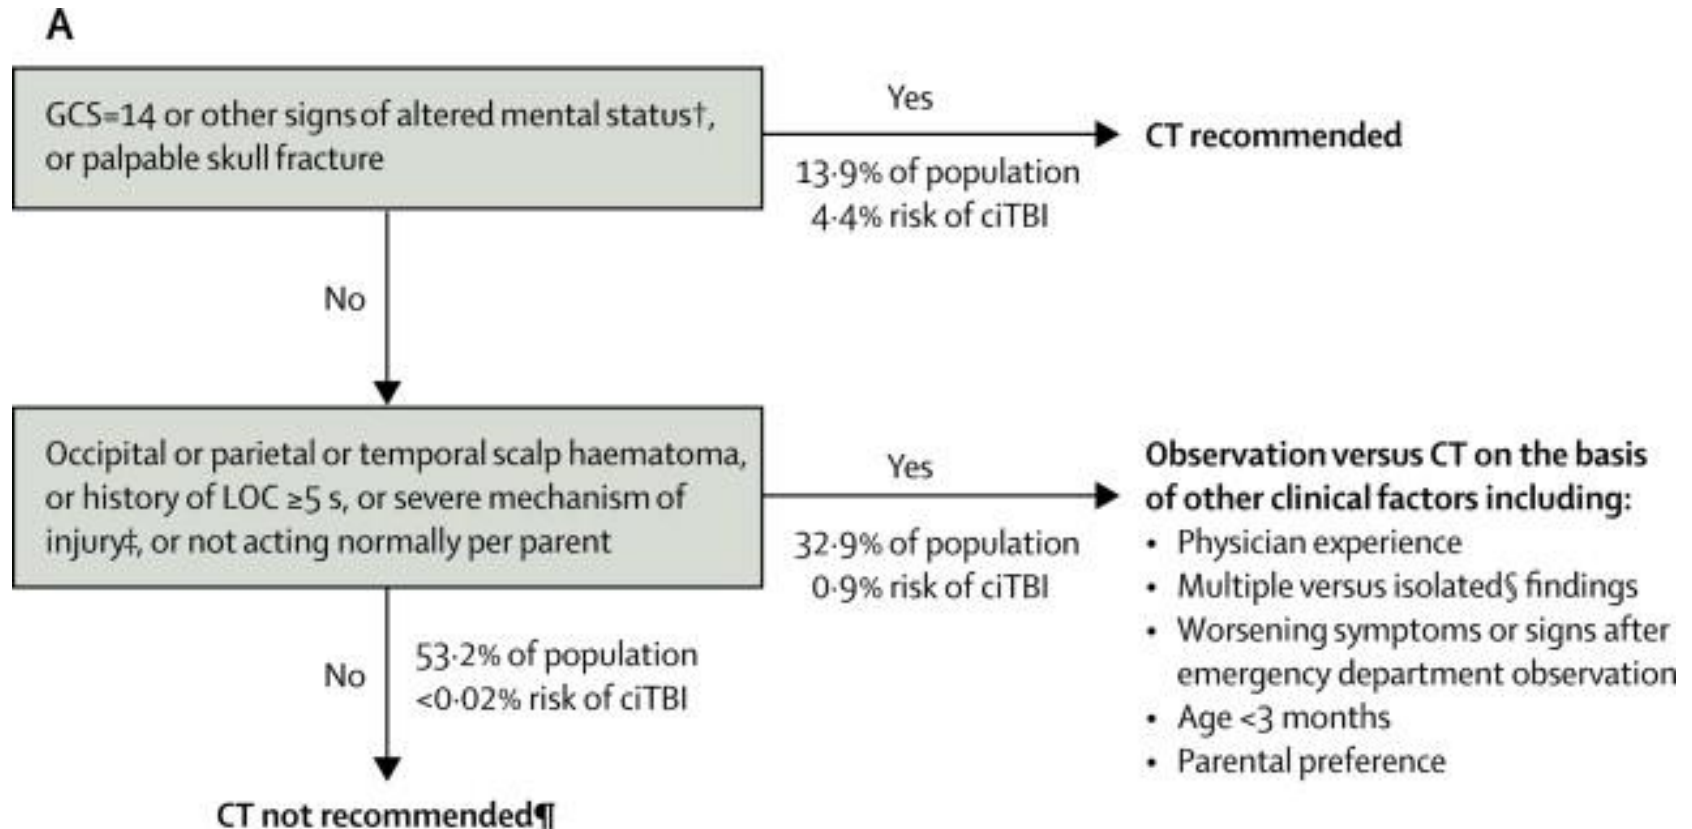 A
GCS=14 or other signs of altered mental status†,
or palpable skull fracture
Yes
13·9% of population
4·4% risk of ciTBI
CT recommended
No
Occipital or parietal or temporal scalp haematoma,
or history of LOC ≥5 s, or severe mechanism of
injury‡, or not acting normally per parent
Yes
32·9% of population
0·9% risk of ciTBI
Observation versus CT on the basis
of other clinical factors including:
• Physician experience
• Multiple versus isolated§ findings
• Worsening symptoms or signs after
emergency department observation
• Age <3 months
• Parental preference
No
53·2% of population
<0·02% risk of ciTBI
CT not recommended¶